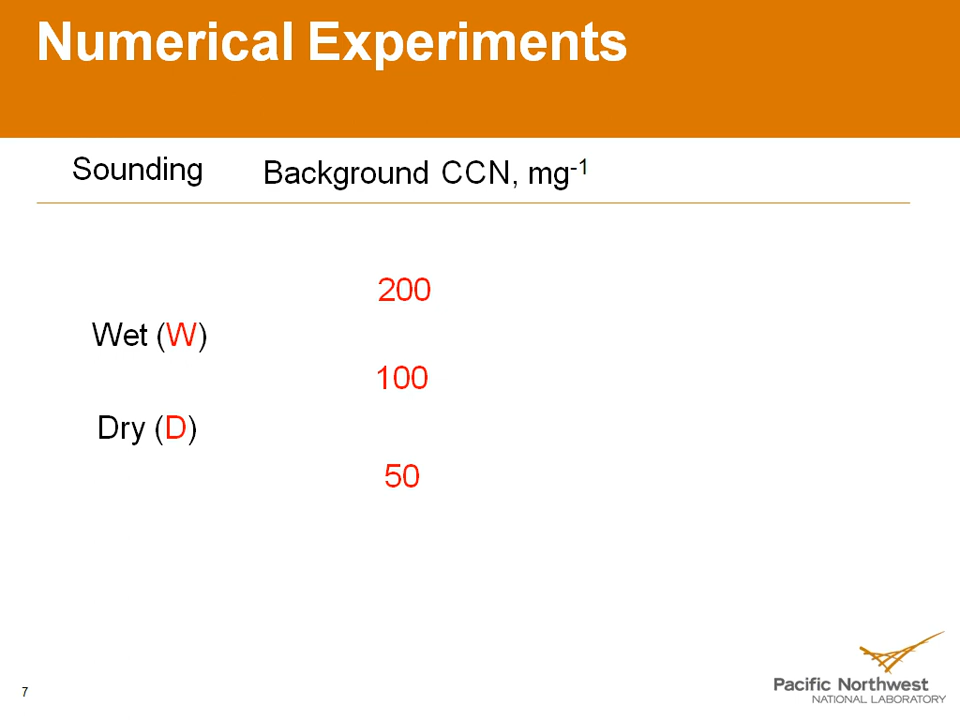 Numerical Experiments
Sounding
Background CCN, mg-1
200
Wet (W)
100
Dry (D)
50
7
Pacific Northwest
NATIONAL LABORATORY